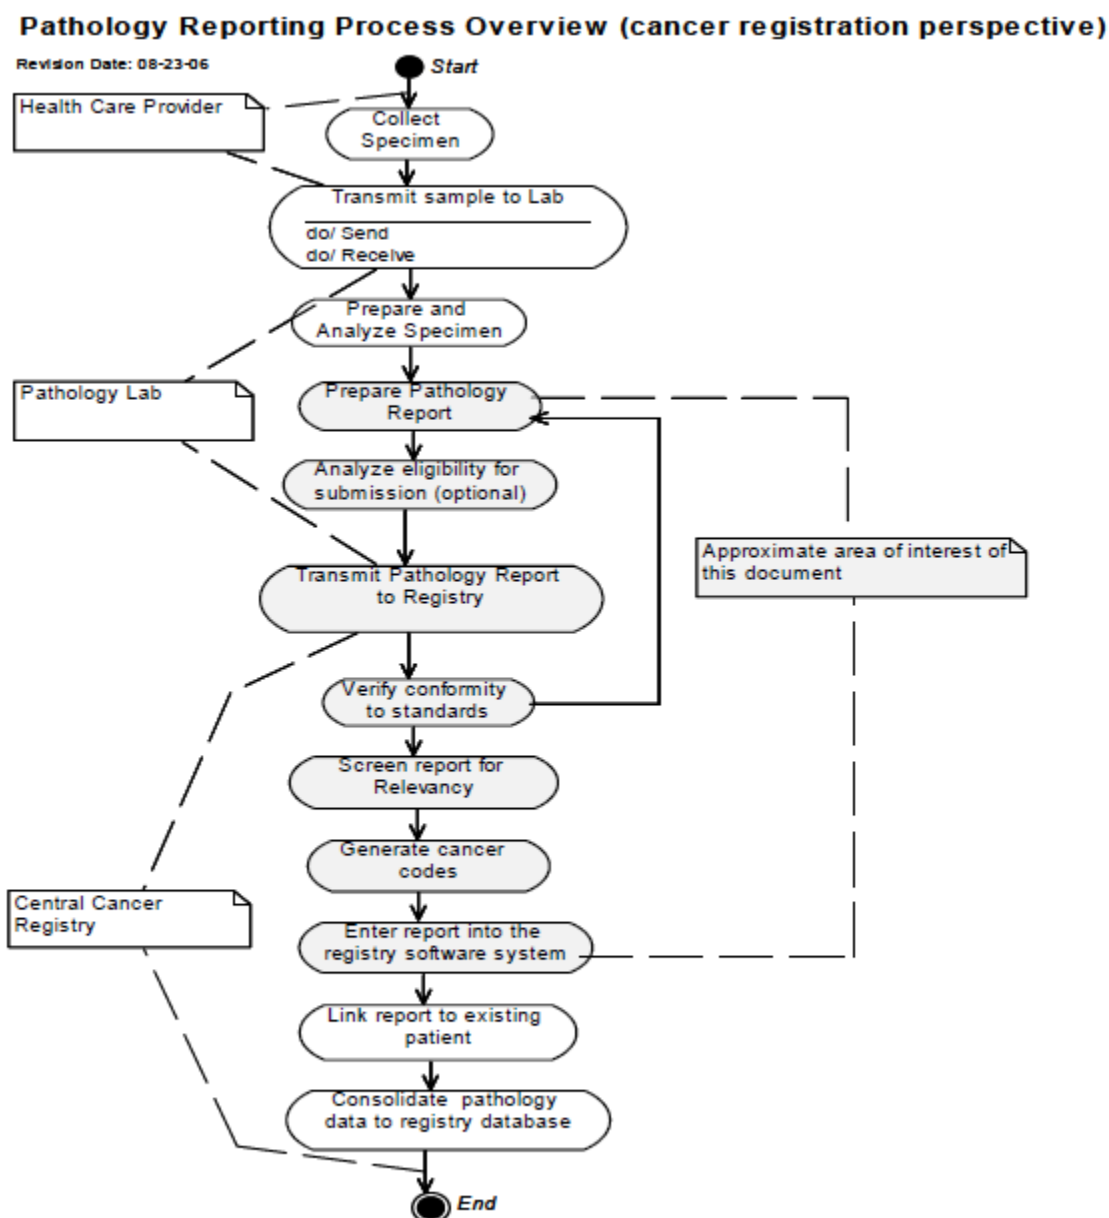 Pathology Reporting Process Overview (cancer registration perspective)
Revision Date: 08-23-06
Start
Health Care Provider
Collect
Specimen
Transmit sample to Lab
do/ Send
do/ Receive
Prepare and
Analyze Specimen
Pathology Lab
Prepare Pathology
Report
Analyze eligibility for
submission (optional)
Approximate area of interest of
this document
Transmit Pathology Report
to Registry
Verify conformity
to standards
Screen report for
Relevancy
Generate cancer
codes
Central Cancer
Registry
Enter report into the
registry software system
Link report to existing
patient
Consolidate pathology
data to registry database
End